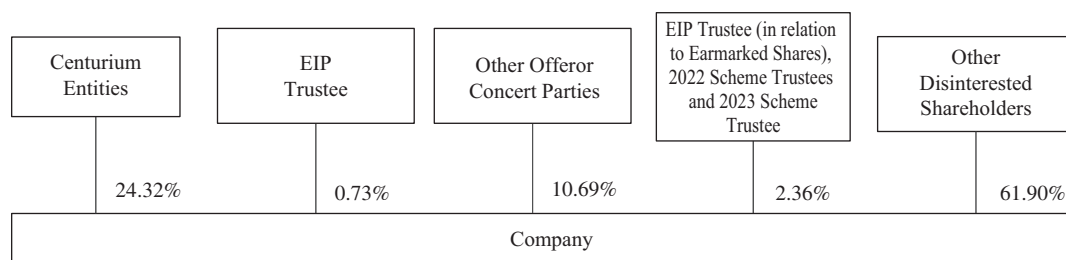 Centurium
Entities
EIP
Trustee
Other Offeror
Concert Parties
EIP Trustee (in relation
to Earmarked Shares),
2022 Scheme Trustees
and 2023 Scheme
Trustee
Other
Disinterested
Shareholders
24.32%
0.73%
10.69%
2.36%
61.90%
Company